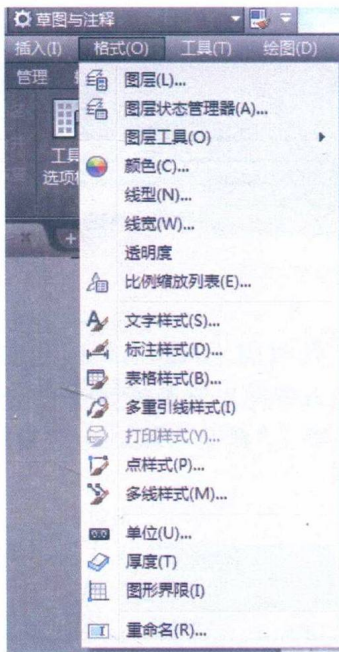 草图与注释
插入(I) 格式(O) 工具(T) 绘图(D)
管理
工具
选项板
图层(L)...
图层状态管理器(A)...
图层工具(O)
颜色(C)...
线型(N)...
线宽(W)...
透明度
比例缩放列表(E)...
文字样式(S)...
标注样式(D)...
表格样式(B)...
多重引线样式(I)
打印样式(Y)...
点样式(P)...
多线样式(M)...
0.0 单位(U)...
厚度(T)
图形界限(I)
重命名(R)...